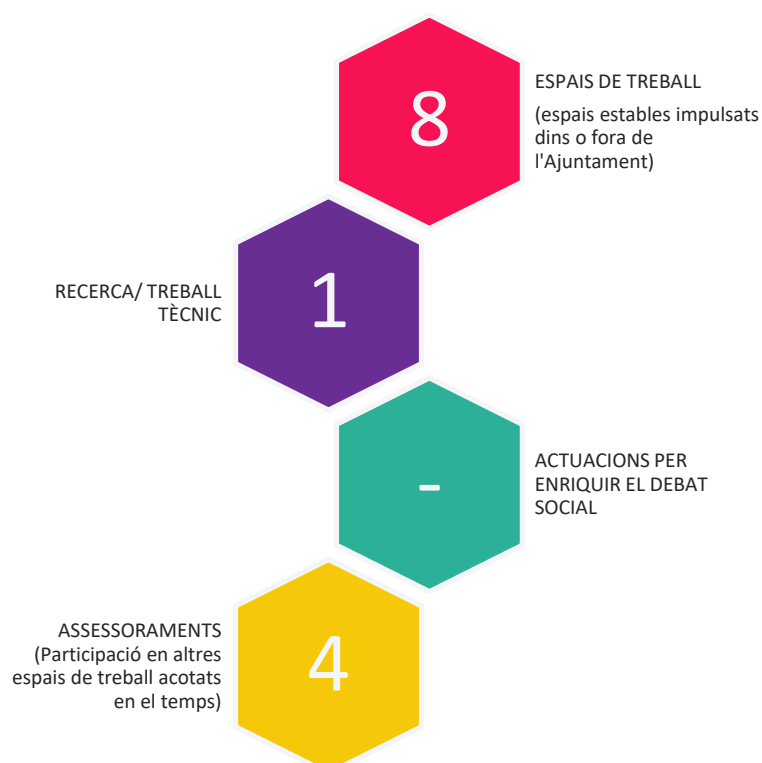 8
ESPAIS DE TREBALL
(espais estables impulsats
dins o fora de
l'Ajuntament)
RECERCA/ TREBALL
TÈCNIC
1
-
ACTUACIONS PER
ENRIQUIR EL DEBAT
SOCIAL
ASSESSORAMENTS
(Participació en altres
espais de treball acotats
en el temps)
4